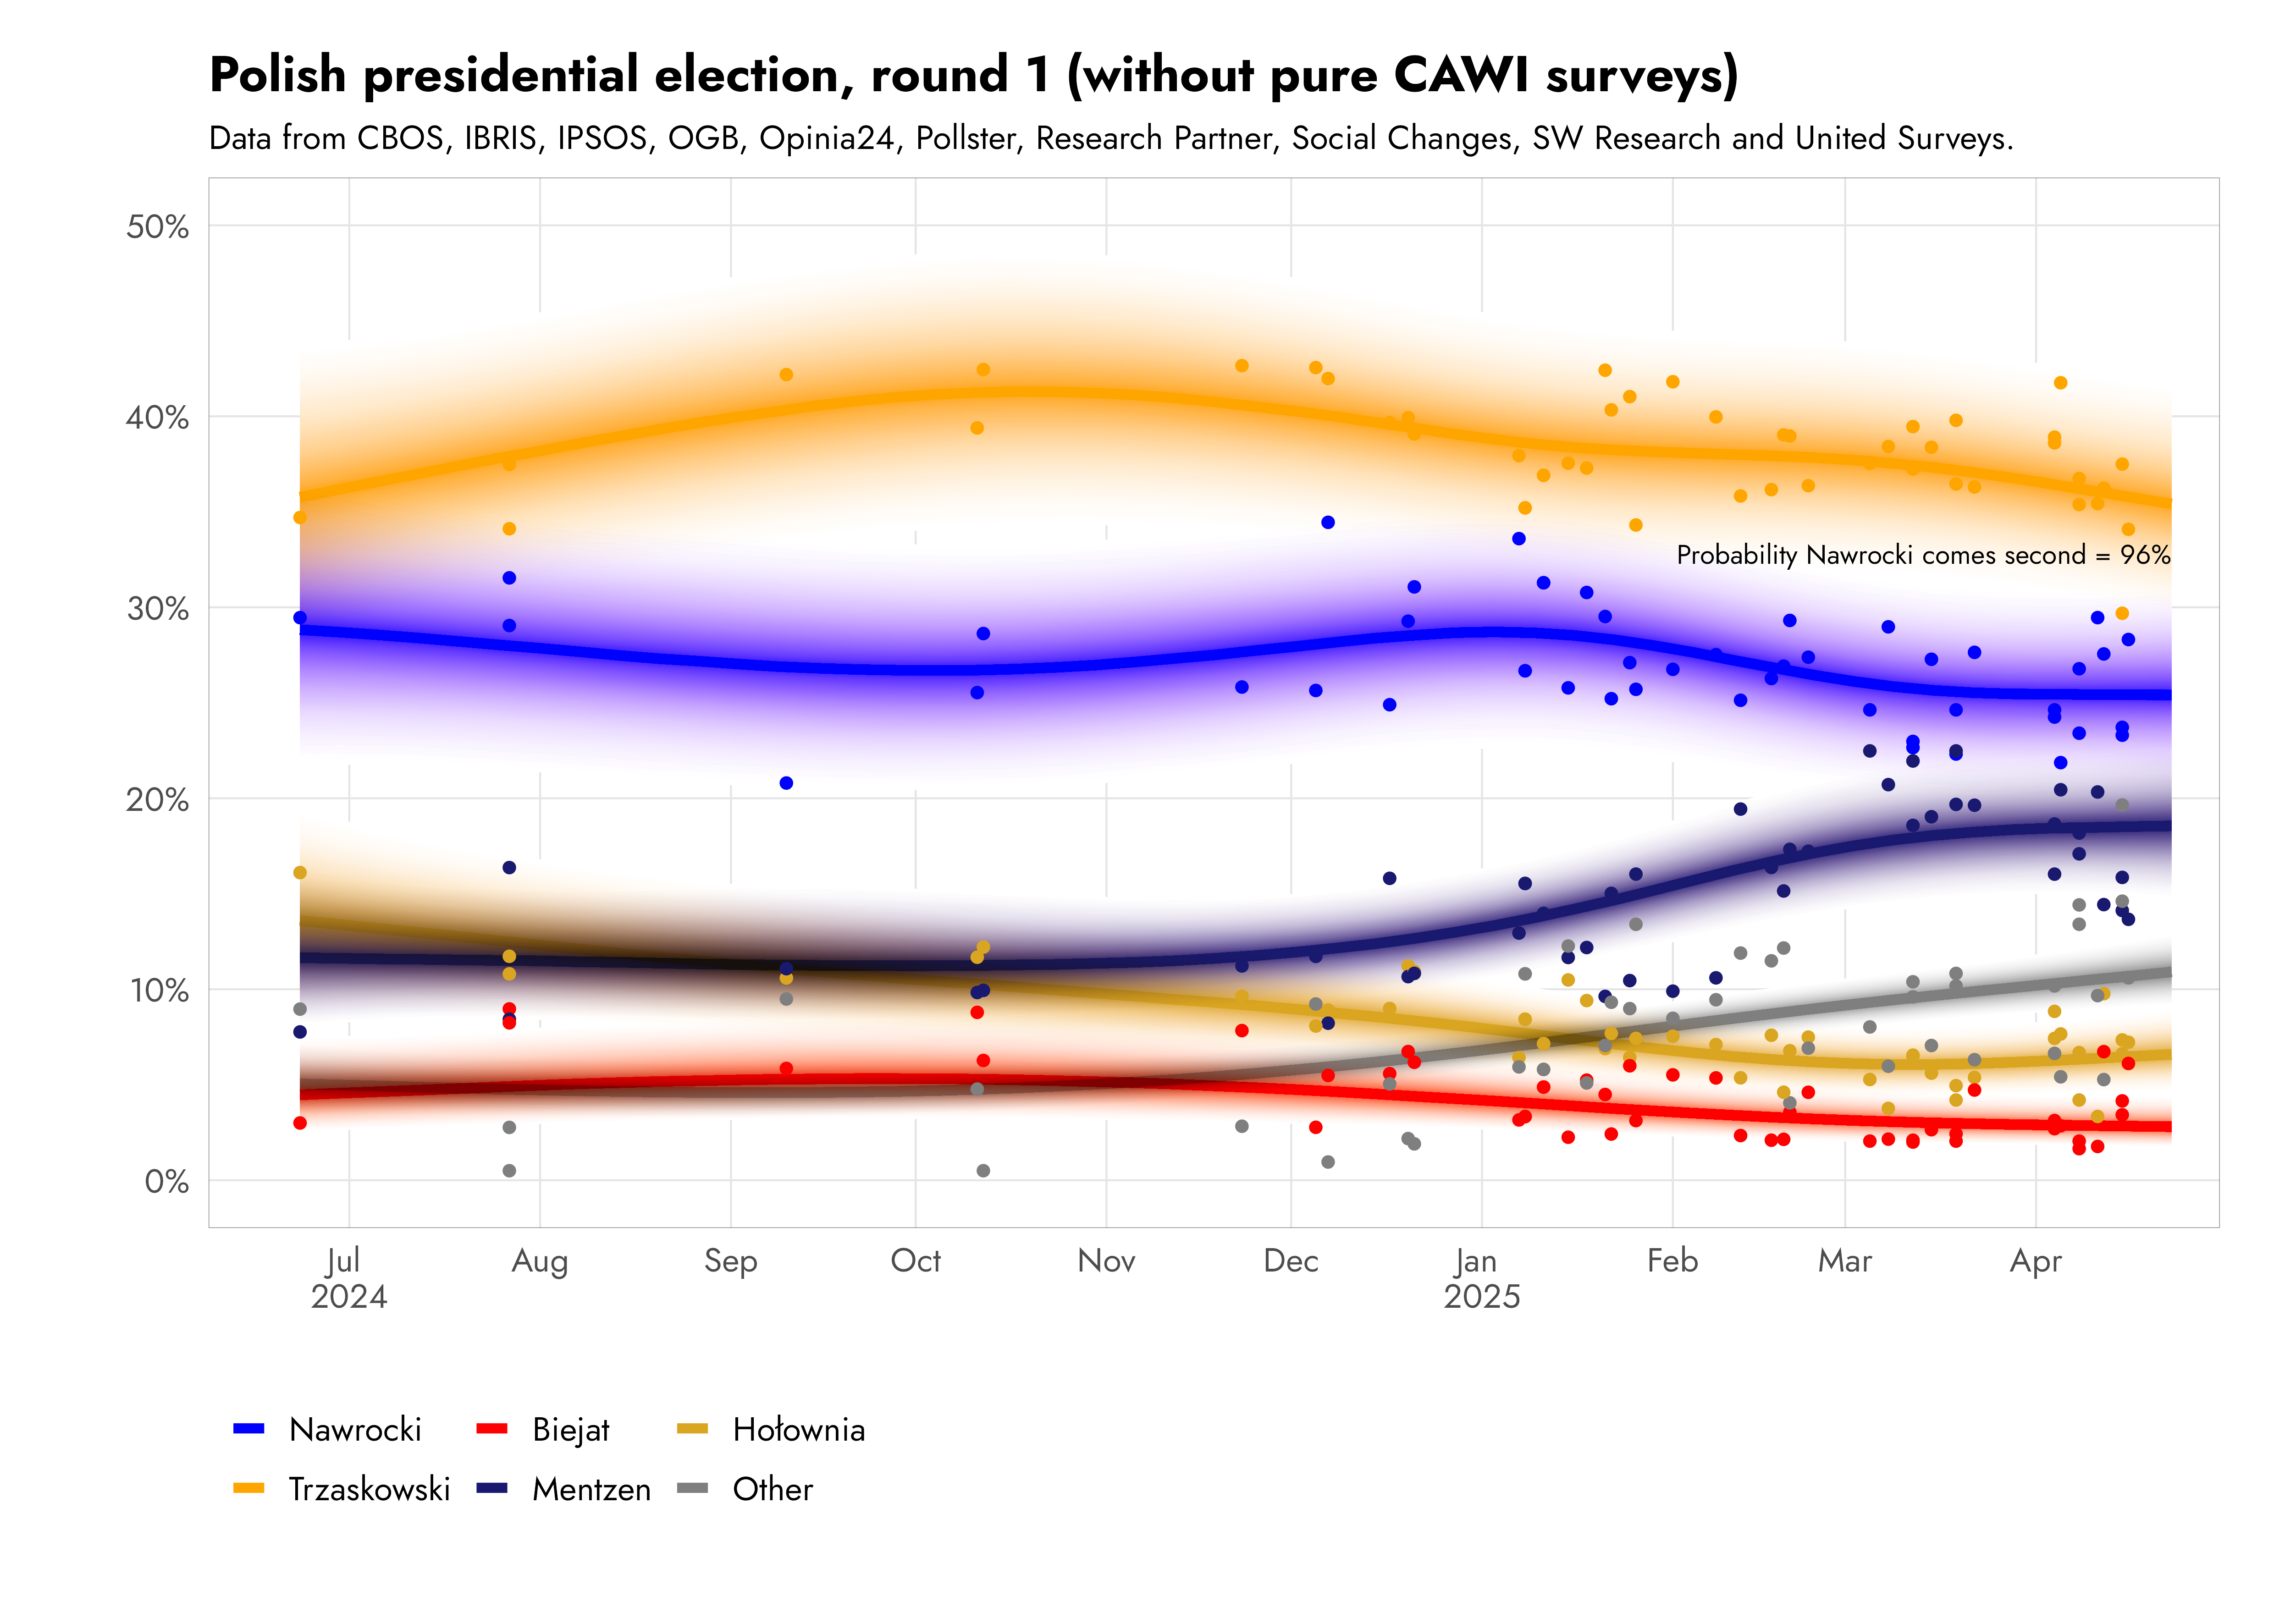 Polish presidential election, round 1 (without pure CAWI surveys)
Data from CBOS, IBRIS, IPSOS, OGB, Opinia24, Pollster, Research Partner, Social Changes, SW Research and United Surveys.
50%
40%
Probability Nawrocki comes second = 96%
30%
20%
10%
0%
Jul Aug Sep Oct Nov Dec Jan Feb Mar Apr
2024 2025
Nawrocki Biejat Hołownia
Trzaskowski Mentzen Other